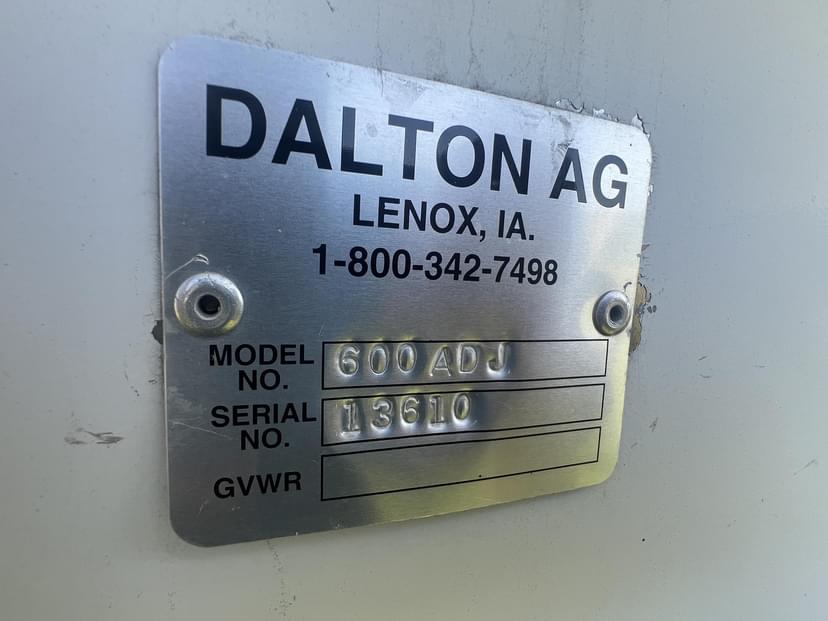 DALTON AG
LENOX, IA.
1-800-342-7498
MODEL NO. 600 ADJ
SERIAL NO. 13610
GVWR